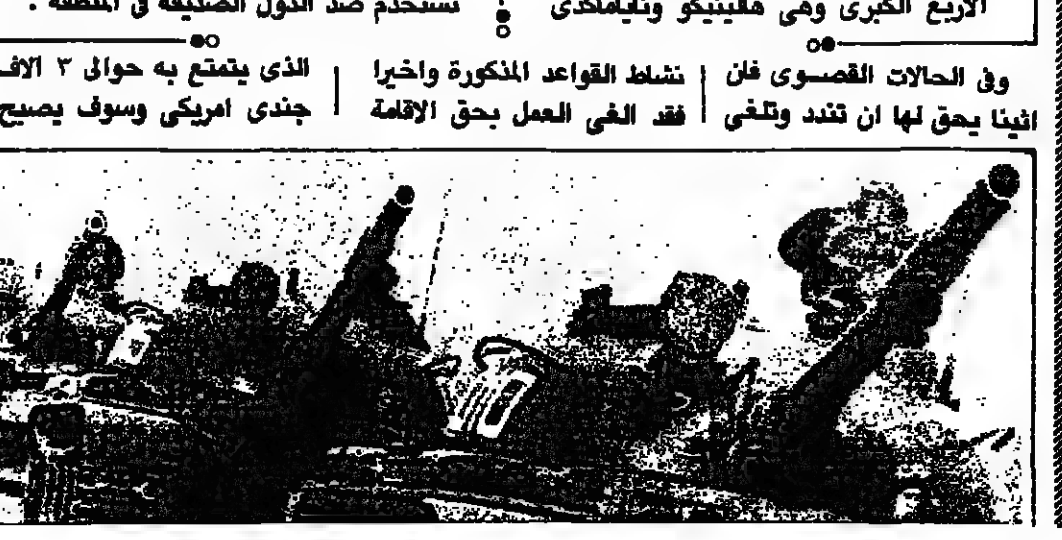 الاربع الكبرى وهى هالينيكو ونياماكرى
وفى الحالات القصوى فان
اثينا يحق لها ان تندد وتلغى
نشاط القواعد المذكورة واخيرا
فقد الغى العمل بحق الاقامة
تستخدم ضد الدول الصديقة فى المنطقة .
الذى يتمتع به حوالى ٣ الاف
جندى امريكى وسوف يصبح